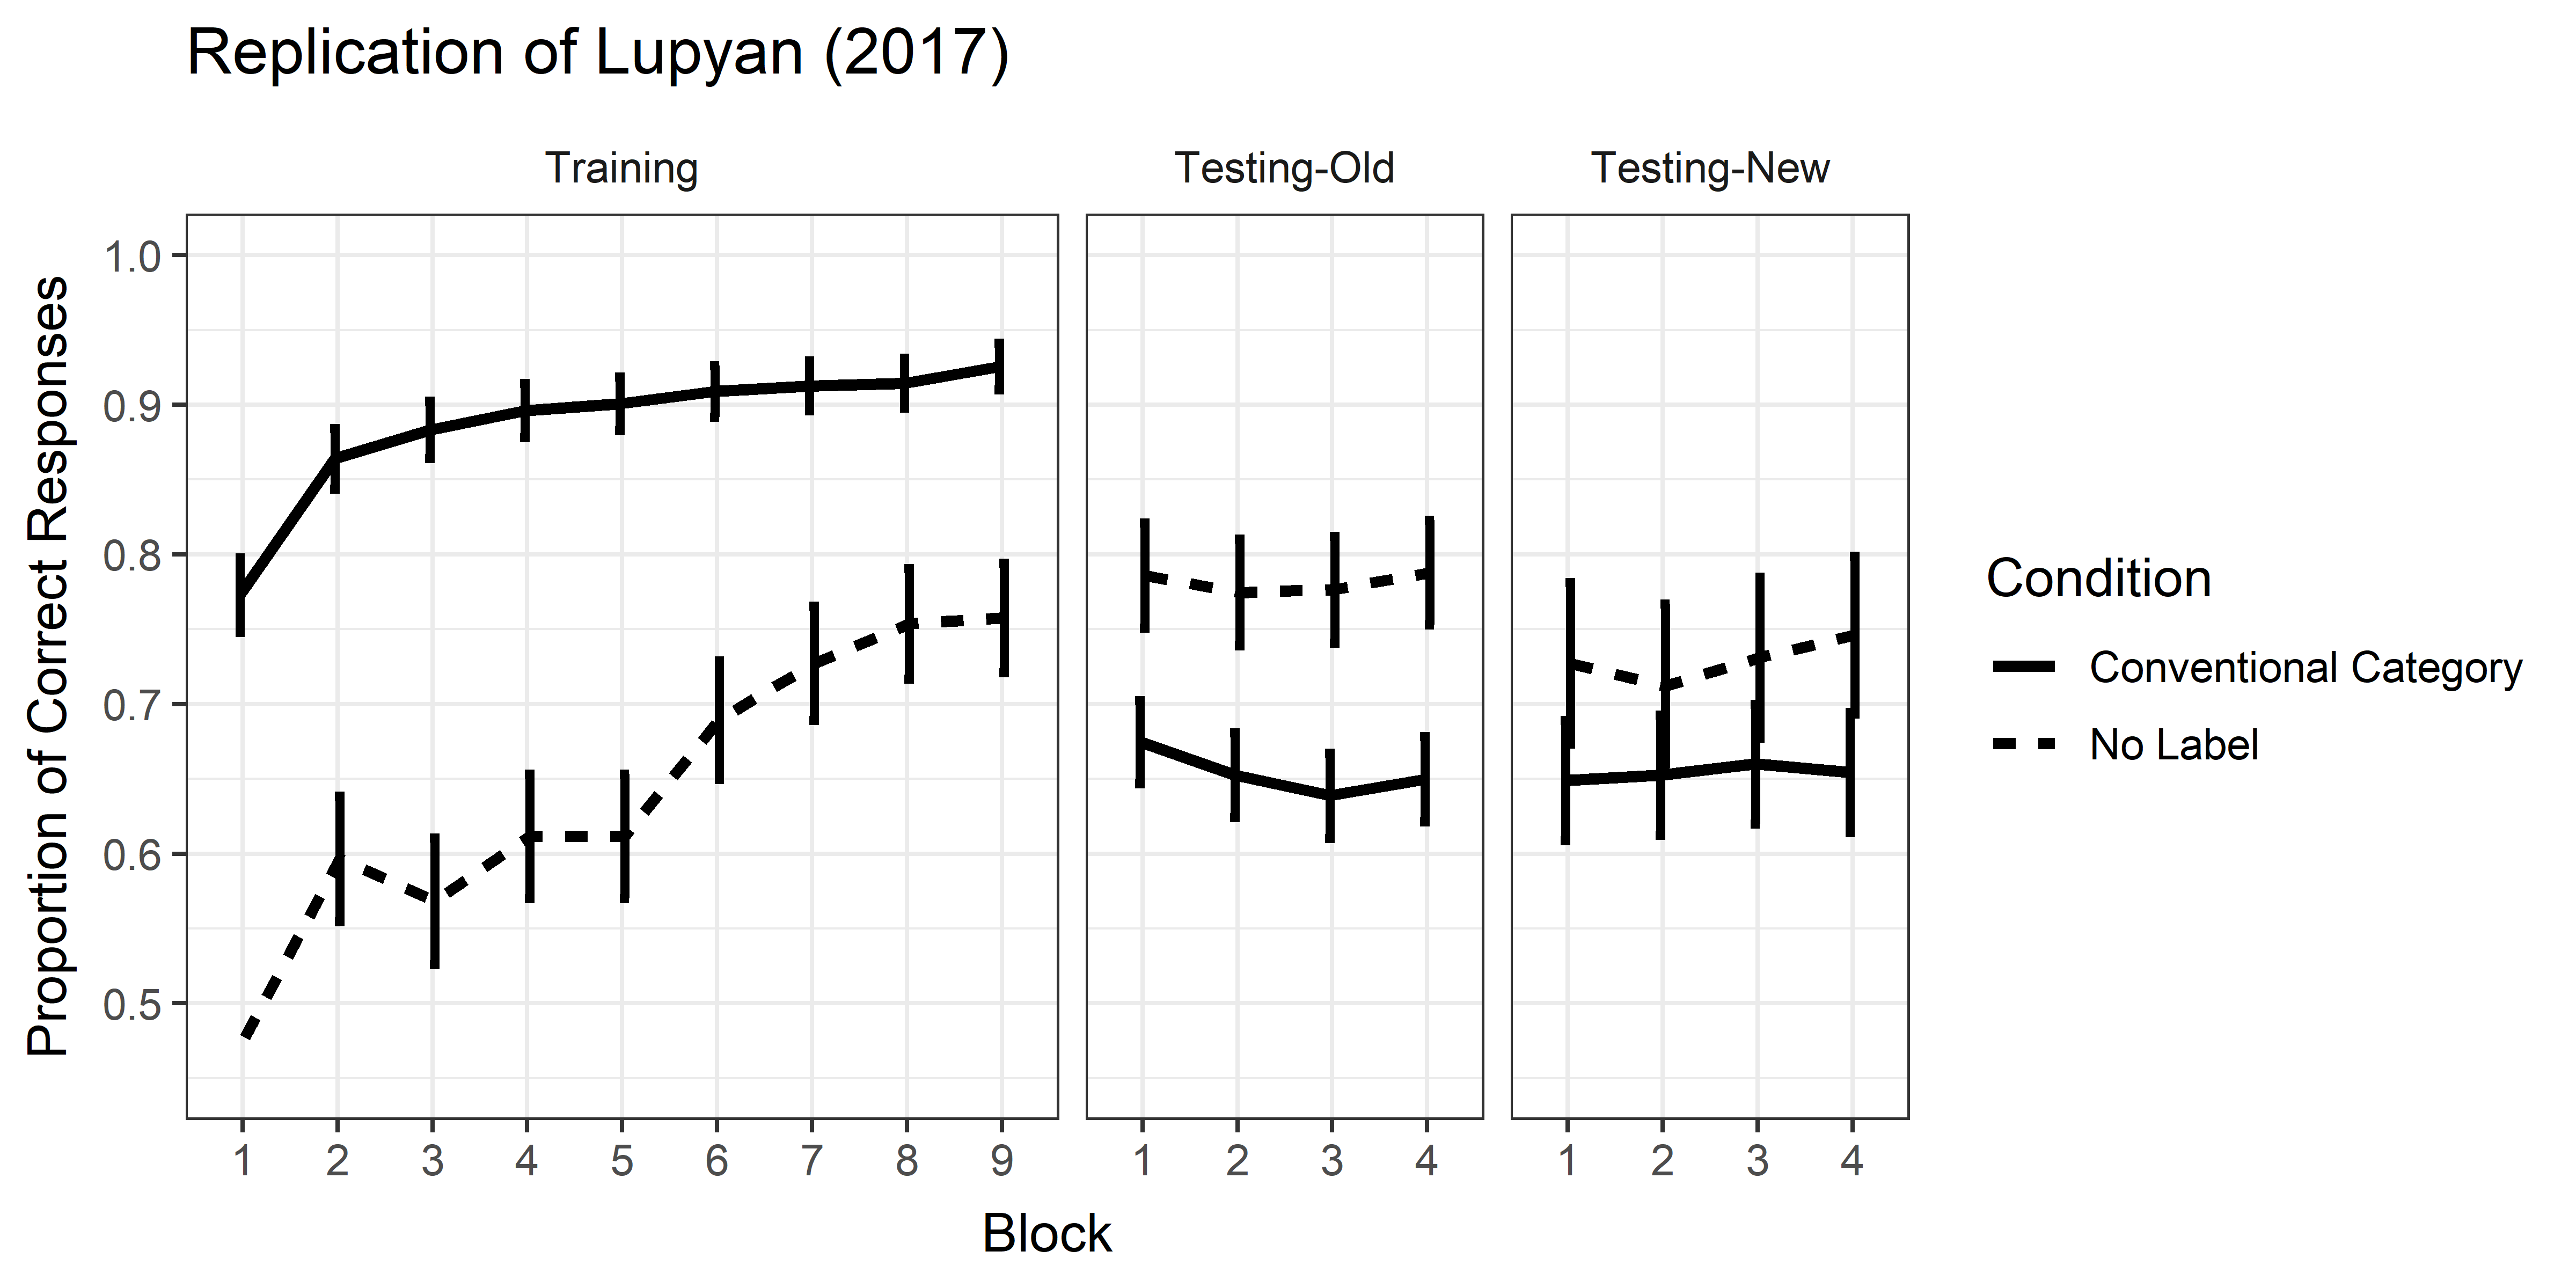 Replication of Lupyan (2017)
Training
Testing-Old
Testing-New
Proportion of Correct Responses
1.0
0.9
0.8
0.7
0.6
0.5
1 2 3 4 5 6 7 8 9
1 2 3 4
1 2 3 4
Block
Condition
Conventional Category
No Label